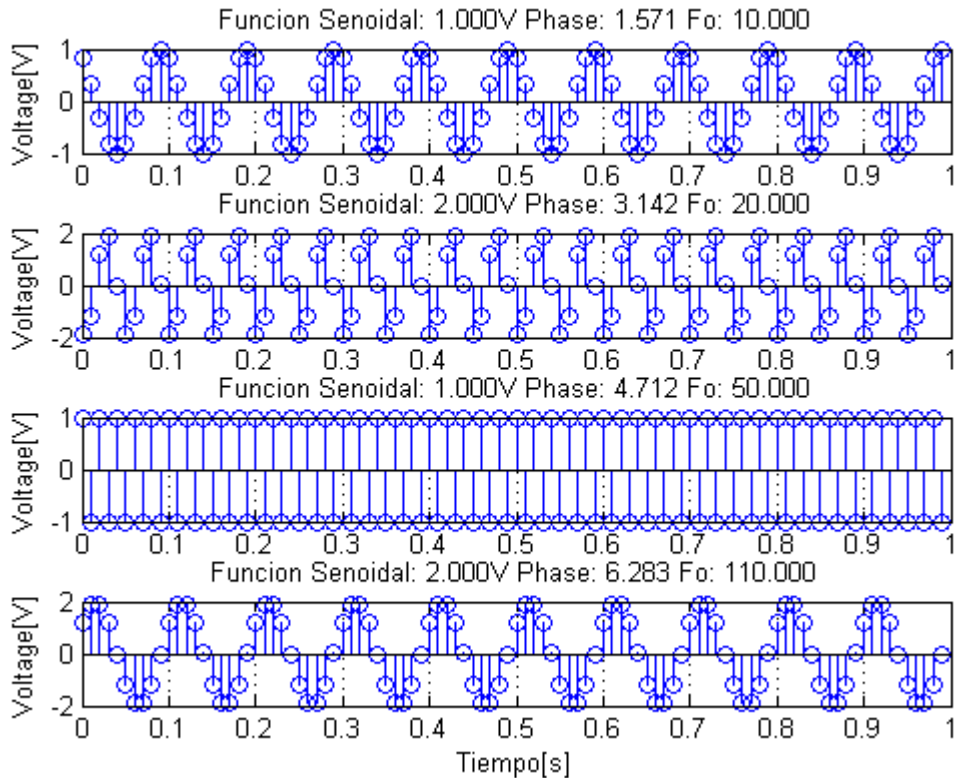 Funcion Senoidal: 1.000V Phase: 1.571 Fo: 10.000
Voltage[V]
1
0
-1
0 0.1 0.2 0.3 0.4 0.5 0.6 0.7 0.8 0.9 1
Funcion Senoidal: 2.000V Phase: 3.142 Fo: 20.000
Voltage[V]
2
0
-2
0 0.1 0.2 0.3 0.4 0.5 0.6 0.7 0.8 0.9 1
Funcion Senoidal: 1.000V Phase: 4.712 Fo: 50.000
Voltage[V]
1
0
-1
0 0.1 0.2 0.3 0.4 0.5 0.6 0.7 0.8 0.9 1
Funcion Senoidal: 2.000V Phase: 6.283 Fo: 110.000
Voltage[V]
2
0
-2
0 0.1 0.2 0.3 0.4 0.5 0.6 0.7 0.8 0.9 1
Tiempo[s]